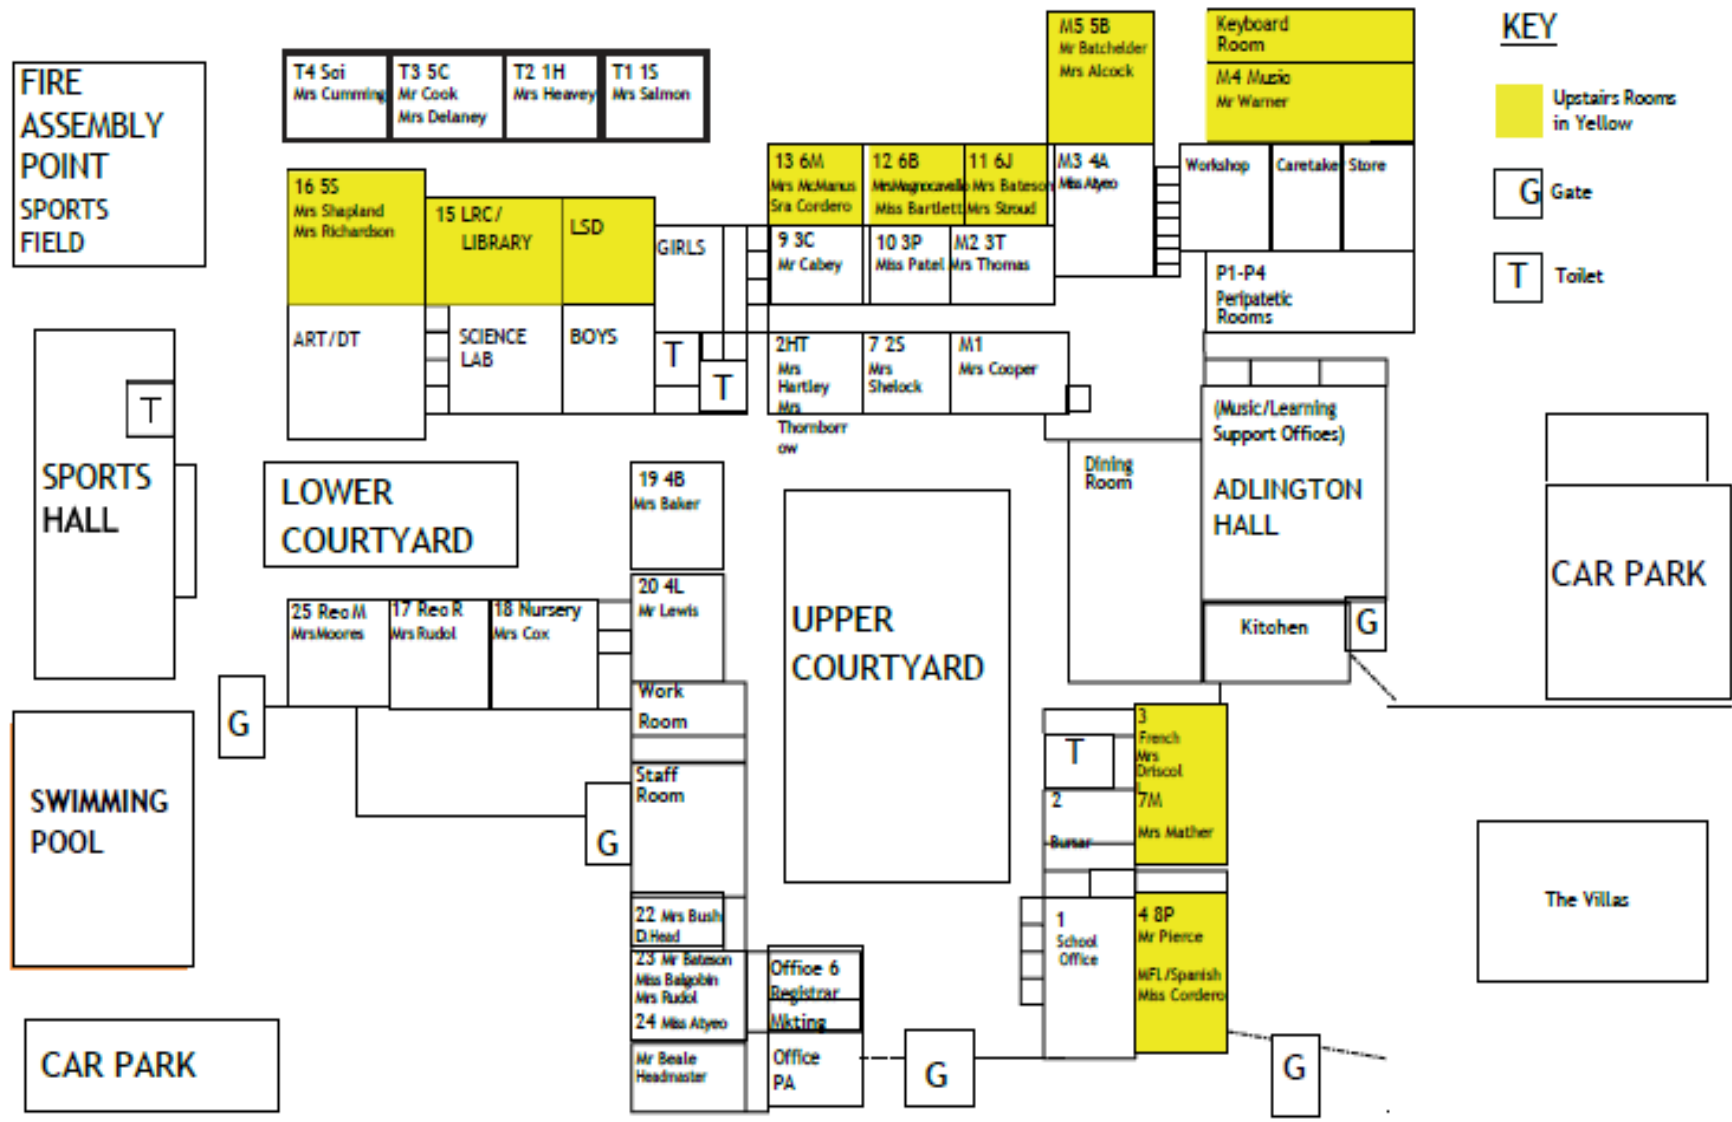 FIRE
ASSEMBLY
POINT
SPORTS
FIELD
T4 Sci
Mrs Cumming
T3 5C
Mr Cook
Mrs Delaney
T2 1H
Mrs Heavey
T1 1S
Mrs Salmon
M5 5B
Mr Batchelder
Mrs Alcock
Keyboard
Room
M4 Music
Mr Warner
KEY
Upstairs Rooms
in Yellow
G Gate
T Toilet
16 5S
Mrs Shapland
Mrs Richardson
15 LRC/
LIBRARY
LSD
GIRLS
13 6M
Mrs McManus
Sra Cordero
12 6B
Mrs Magnocavallo
Miss Bartlett
11 6J
Mrs Bateson
Mrs Stroud
M3 4A
Miss Atyeo
Workshop
Caretaker
Store
9 3C
Mr Cabey
10 3P
Miss Patel
M2 3T
Mrs Thomas
P1-P4
Peripatetic
Rooms
ART/DT
SCIENCE
LAB
BOYS
T
T
2HT
Mrs
Hartley
Mrs
Thornborr
ow
7 2S
Mrs
Shelock
M1
Mrs Cooper
SPORTS
HALL
T
LOWER
COURTYARD
19 4B
Mrs Baker
Dining
Room
(Music/Learning
Support Offices)
ADLINGTON
HALL
CAR PARK
25 Rec M
Mrs Moores
17 Rec R
Mrs Rudol
18 Nursery
Mrs Cox
20 4L
Mr Lewis
UPPER
COURTYARD
Kitchen
G
G
Work
Room
Staff
Room
G
T
3
French
Mrs
Driscol
l
7M
Mrs Mather
2
Bursar
SWIMMING
POOL
The Villas
22 Mrs Bush
D.Head
23 Mr Bateson
Miss Balgobin
Mrs Rudol
24 Miss Atyeo
Mr Beale
Headmaster
Office 6
Registrar
Mkting
Office
PA
1
School
Office
4 8P
Mr Pierce
MFL/Spanish
Miss Cordero
CAR PARK
G
G